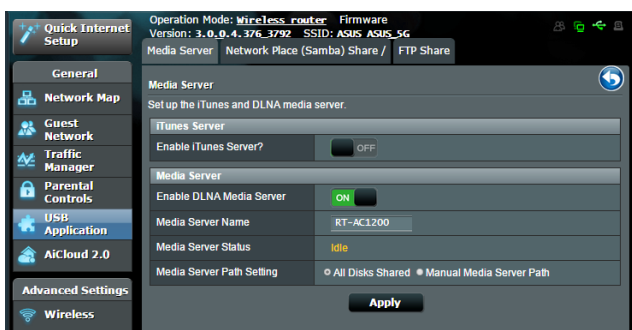 Quick Internet
Setup
General
Network Map
Guest
Network
Traffic
Manager
Parental
Controls
USB
Application
AiCloud 2.0
Advanced Settings
Wireless
Operation Mode: Wireless router Firmware
Version: 3.0.0.4.376_3792 SSID: ASUS ASUS_5G
Media Server Network Place (Samba) Share / FTP Share
Media Server
Set up the iTunes and DLNA media server.
iTunes Server
Enable iTunes Server? OFF
Media Server
Enable DLNA Media Server ON
Media Server Name RT-AC1200
Media Server Status Idle
Media Server Path Setting All Disks Shared Manual Media Server Path
Apply